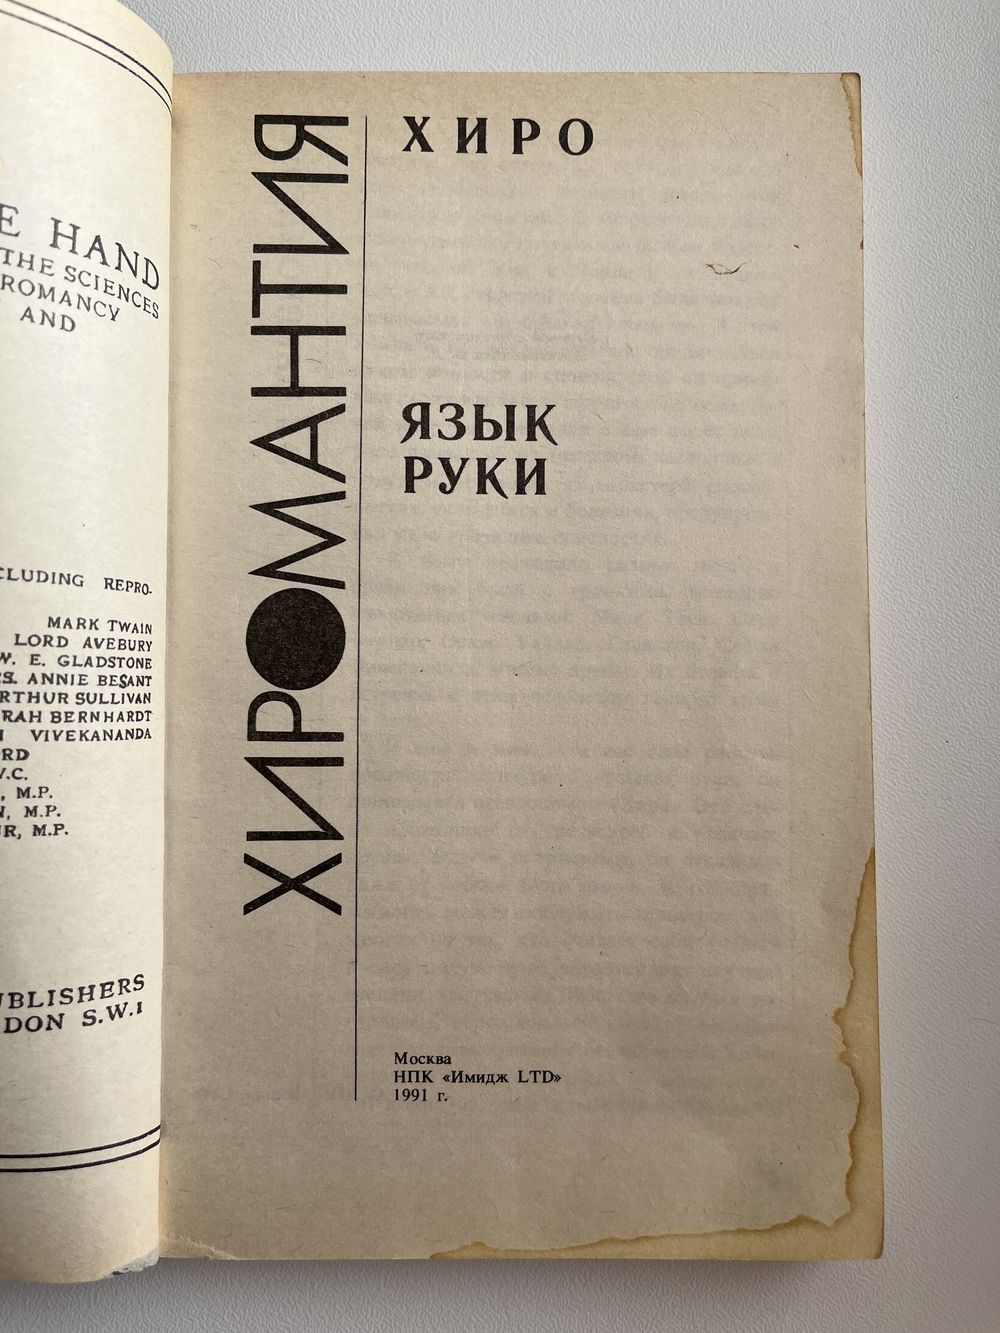 E HAND
THE SCIENCES
ROMANCY
AND
CLUDING REPRO-
MARK TWAIN
LORD AVEBURY
W. E. GLADSTONE
S. ANNIE BESANT
RTHUR SULLIVAN
RAH BERNHARDT
I VIVEKANANDA
RD
V.C.
, M.P.
N, M.P.
UR, M.P.
UBLISHERS
DON S.W.1
ХИРОМАНТИЯ
ХИРО
ЯЗЫК
РУКИ
Москва
НПК «Имидж LTD»
1991 г.